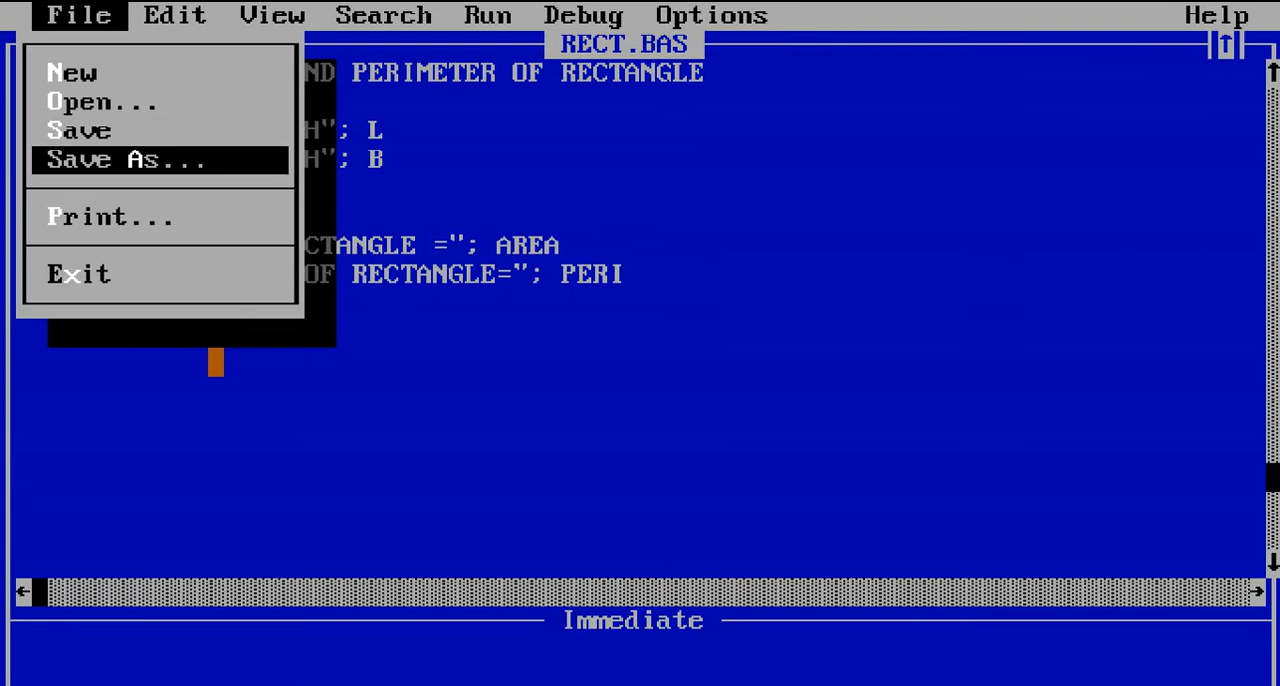 File Edit View Search Run Debug Options Help
RECT.BAS
New
Open...
Save
Save As...
Print...
Exit
ND PERIMETER OF RECTANGLE
H"; L
H"; B
CTANGLE ="; AREA
OF RECTANGLE="; PERI
Immediate